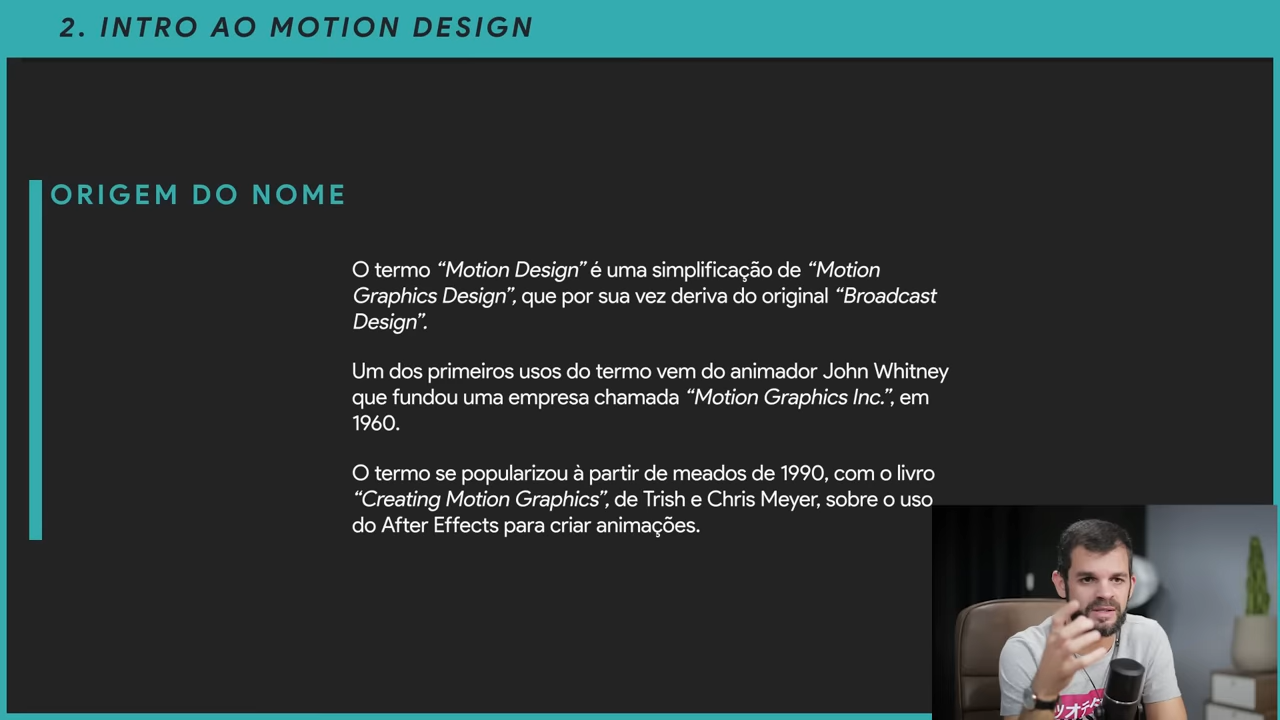 2. INTRO AO MOTION DESIGN
ORIGEM DO NOME
O termo “Motion Design” é uma simplificação de “Motion
Graphics Design”, que por sua vez deriva do original “Broadcast
Design”.
Um dos primeiros usos do termo vem do animador John Whitney
que fundou uma empresa chamada “Motion Graphics Inc.”, em
1960.
O termo se popularizou à partir de meados de 1990, com o livro
“Creating Motion Graphics”, de Trish e Chris Meyer, sobre o uso
do After Effects para criar animações.